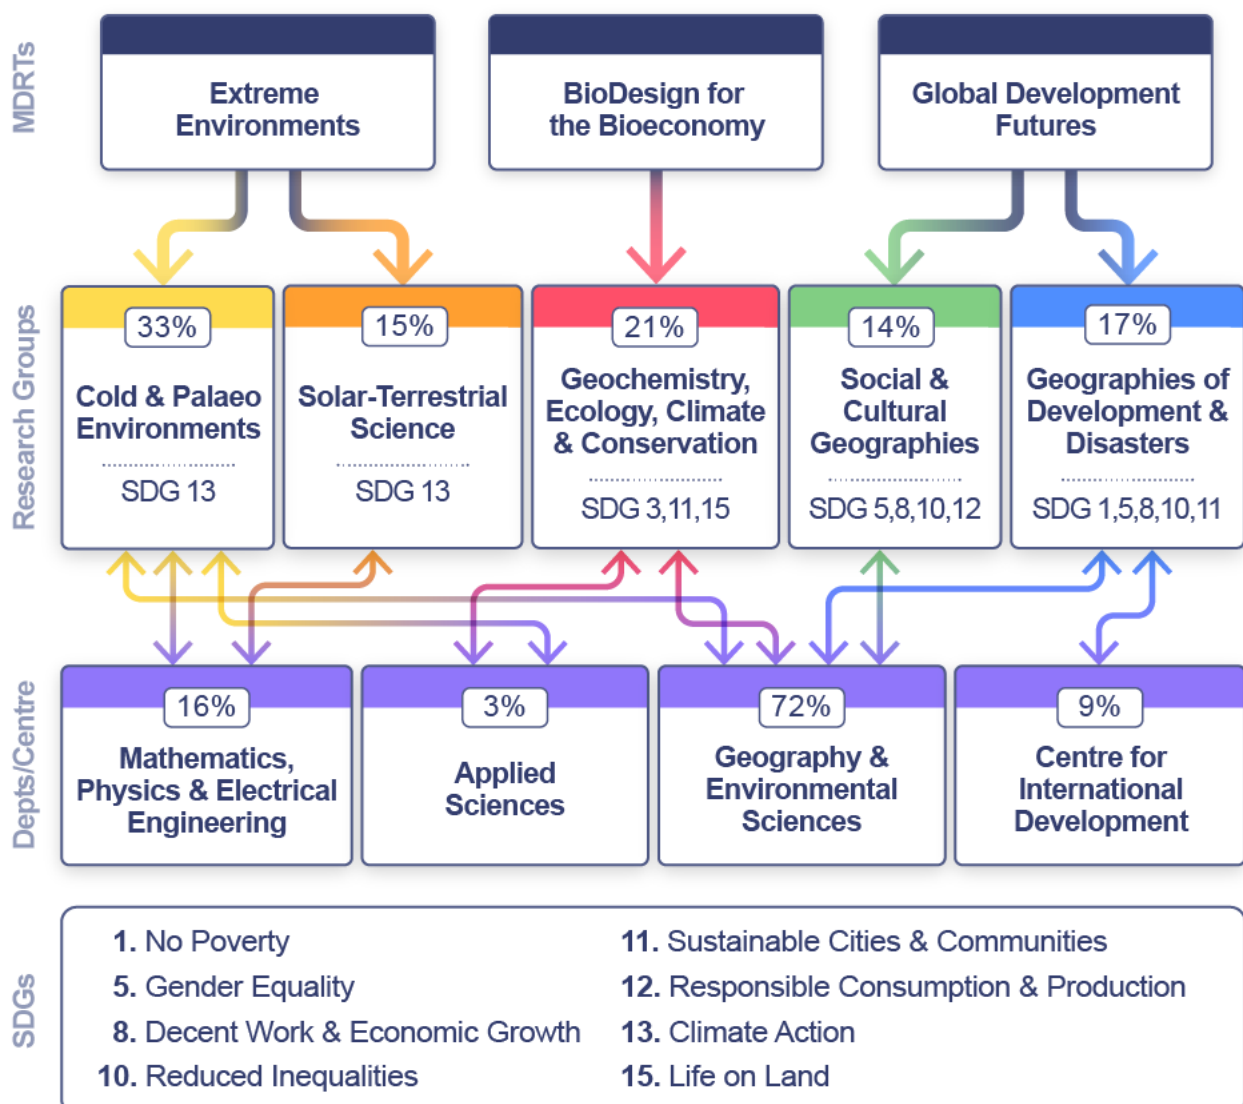 MDRTs
Extreme
Environments
BioDesign for
the Bioeconomy
Global Development
Futures
Research Groups
33%
Cold & Palaeo
Environments
SDG 13
15%
Solar-Terrestrial
Science
SDG 13
21%
Geochemistry,
Ecology, Climate
& Conservation
SDG 3,11,15
14%
Social &
Cultural
Geographies
SDG 5,8,10,12
17%
Geographies of
Development &
Disasters
SDG 1,5,8,10,11
Depts/Centre
16%
Mathematics,
Physics & Electrical
Engineering
3%
Applied
Sciences
72%
Geography &
Environmental
Sciences
9%
Centre for
International
Development
SDGs
1. No Poverty
5. Gender Equality
8. Decent Work & Economic Growth
10. Reduced Inequalities
11. Sustainable Cities & Communities
12. Responsible Consumption & Production
13. Climate Action
15. Life on Land